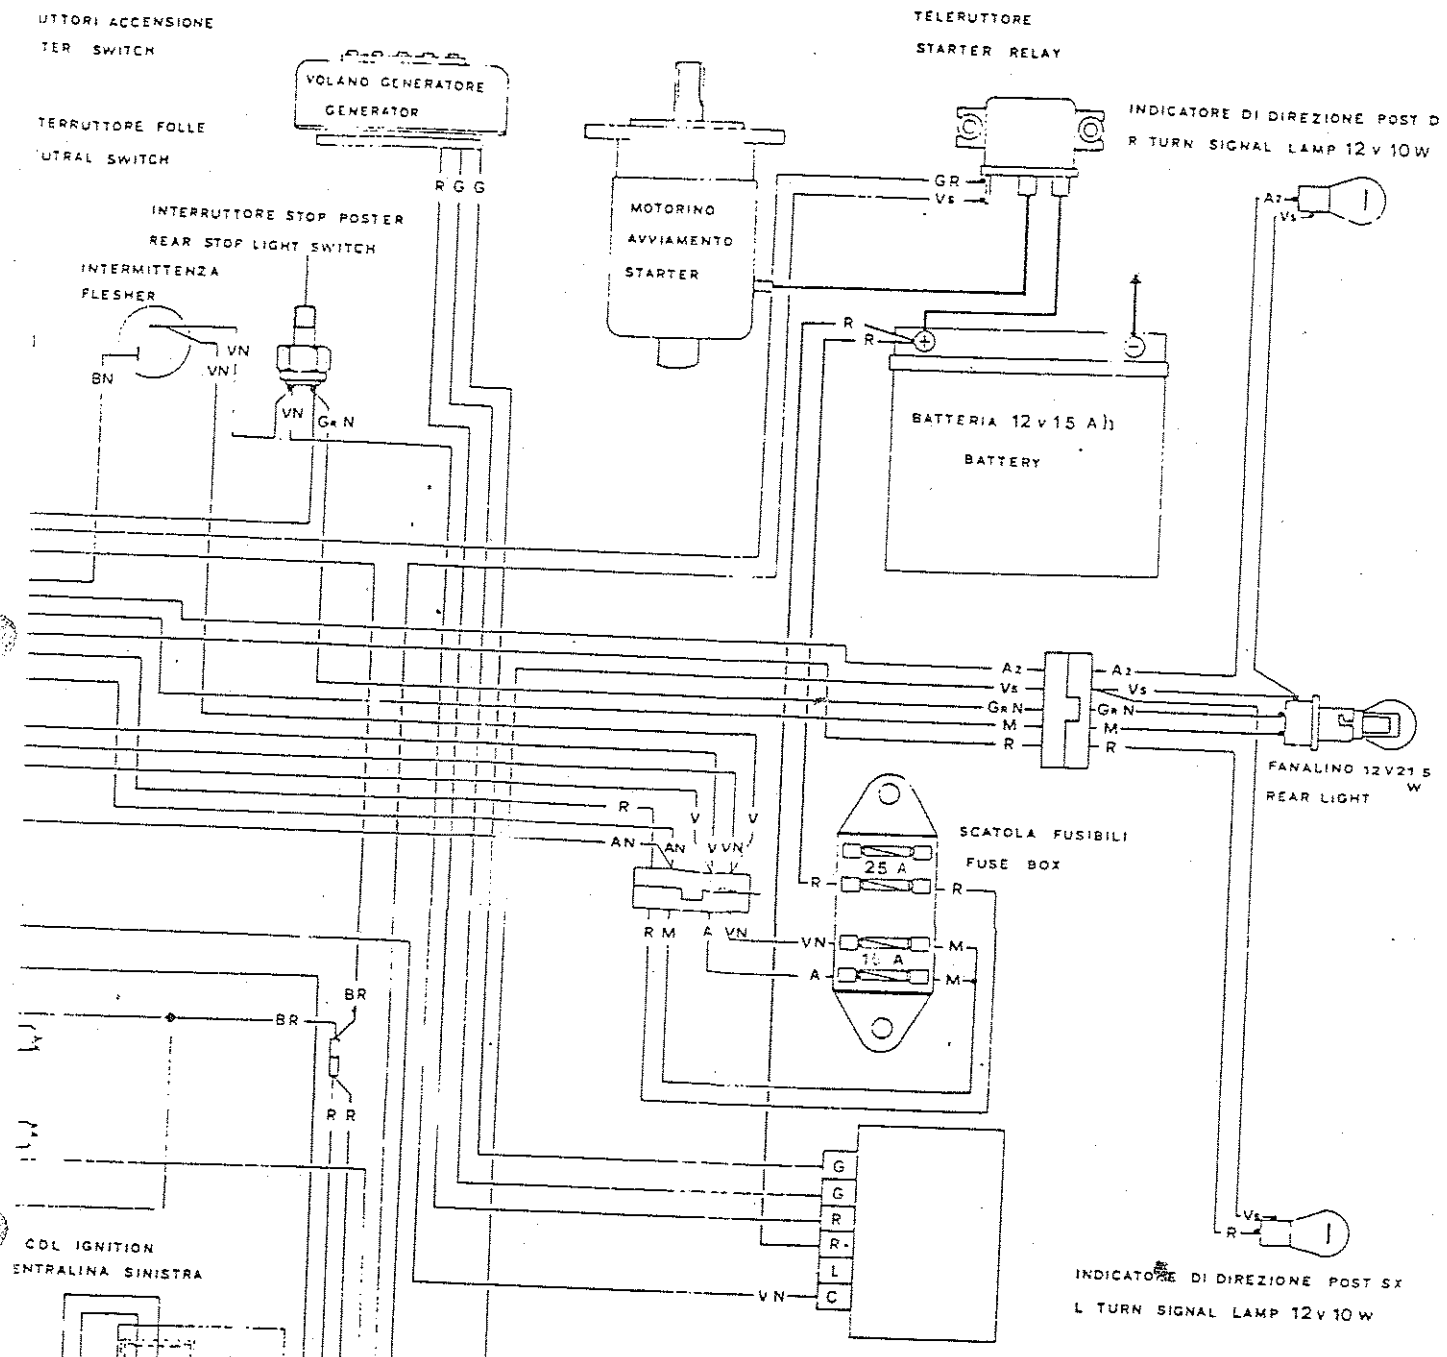 UTTORI ACCENSIONE
TER SWITCH
TERRUTTORE FOLLE
UTRAL SWITCH
VOLANO GENERATORE
GENERATOR
R G G
INTERRUTTORE STOP POSTER
REAR STOP LIGHT SWITCH
INTERMITTENZA
FLESHER
BN
VN
VN
VN
GR N
MOTORINO
AVVIAMENTO
STARTER
TELERUTTORE
STARTER RELAY
GR
Vs
INDICATORE DI DIREZIONE POST D
R TURN SIGNAL LAMP 12 V 10 W
Az
Vs
R
R
+
-
BATTERIA 12 V 15 Ah
BATTERY
Az
Vs
GR N
M
R
Az
Vs
GR N
M
R
FANALINO 12 V 21 5
W
REAR LIGHT
R
AN
AN
V
V
VN
V
R M A VN
SCATOLA FUSIBILI
FUSE BOX
25 A
R
R
VN
M
A
M
BR
BR
R R
G
G
R
R
L
VN
C
CDL IGNITION
ENTRALINA SINISTRA
Vs
R
INDICATORE DI DIREZIONE POST SX
L TURN SIGNAL LAMP 12 V 10 W